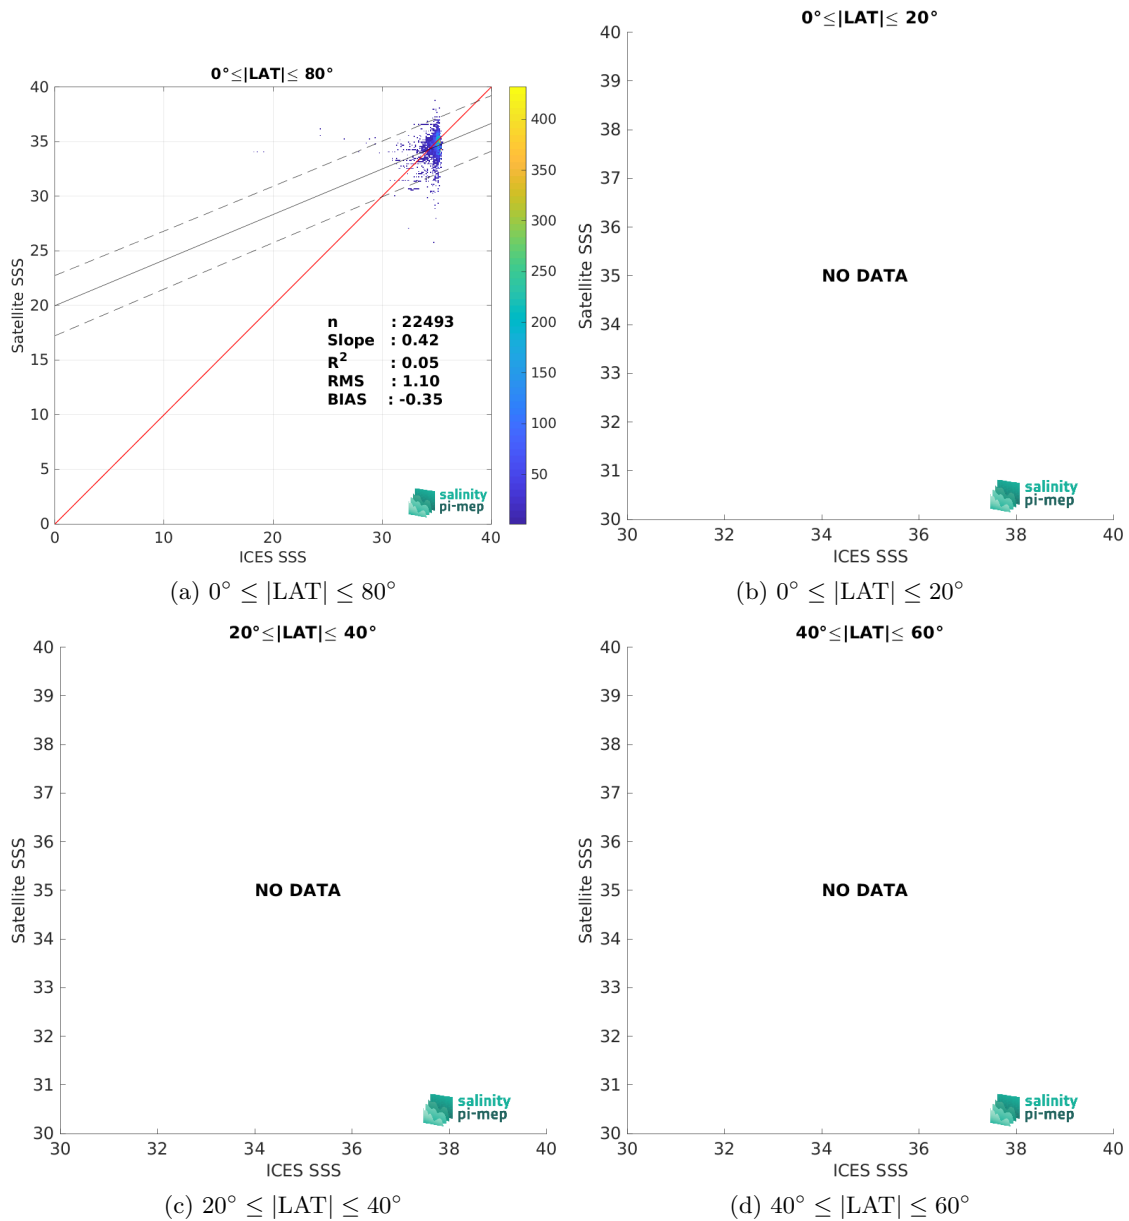 0°≤|LAT|≤ 80°
40
35
30
25
20
15
10
5
0
Satellite SSS
0
10
20
30
40
ICES SSS
400
350
300
250
200
150
100
50
n : 22493
Slope : 0.42
R² : 0.05
RMS : 1.10
BIAS : -0.35
salinity
pi-mep
(a) 0° ≤ |LAT| ≤ 80°
0°≤|LAT|≤ 20°
40
39
38
37
36
35
34
33
32
31
30
Satellite SSS
NO DATA
30
32
34
36
38
40
ICES SSS
salinity
pi-mep
(b) 0° ≤ |LAT| ≤ 20°
20°≤|LAT|≤ 40°
40
39
38
37
36
35
34
33
32
31
30
Satellite SSS
NO DATA
30
32
34
36
38
40
ICES SSS
salinity
pi-mep
(c) 20° ≤ |LAT| ≤ 40°
40°≤|LAT|≤ 60°
40
39
38
37
36
35
34
33
32
31
30
Satellite SSS
NO DATA
30
32
34
36
38
40
ICES SSS
salinity
pi-mep
(d) 40° ≤ |LAT| ≤ 60°